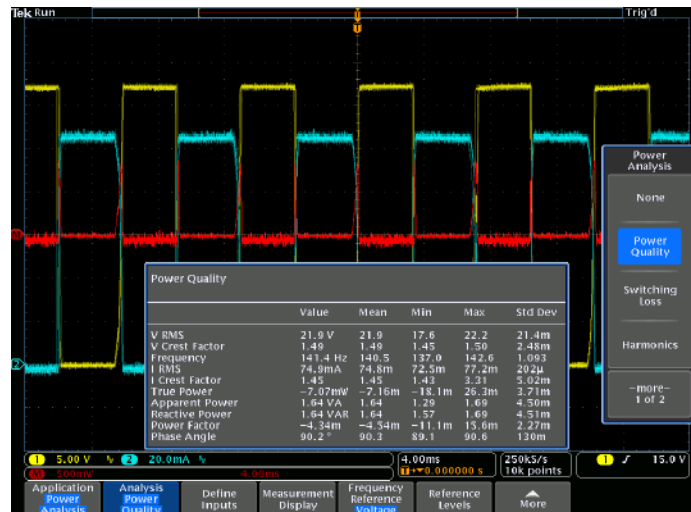 Tek Run Trig'd
Power
Analysis
None
Power
Quality
Switching
Loss
Harmonics
-more-
1 of 2
Power Quality
Value Mean Min Max Std Dev
V RMS 21.9 V 21.9 17.6 22.2 21.4m
V Crest Factor 1.49 1.49 1.45 1.50 2.48m
Frequency 141.4 Hz 140.5 137.0 142.6 1.093
I RMS 74.9mA 74.8m 72.5m 77.2m 202µ
I Crest Factor 1.45 1.45 1.43 3.31 5.02m
True Power -7.07mW -7.16m -18.1m 26.3m 3.71m
Apparent Power 1.64 VA 1.64 1.29 1.69 4.50m
Reactive Power 1.64 VAR 1.64 1.57 1.69 4.51m
Power Factor -4.34m -4.54m -11.1m 15.6m 2.27m
Phase Angle 90.2 ° 90.3 89.1 90.6 130m
1 5.00 V 2 20.0mA 4.00ms 250kS/s 1 15.0 V
M 500mV 4.00ms T 0.000000 s 10k points
Application
Power
Analysis
Analysis
Power
Quality
Define
Inputs
Measurement
Display
Frequency
Reference
Voltage
Reference
Levels
More